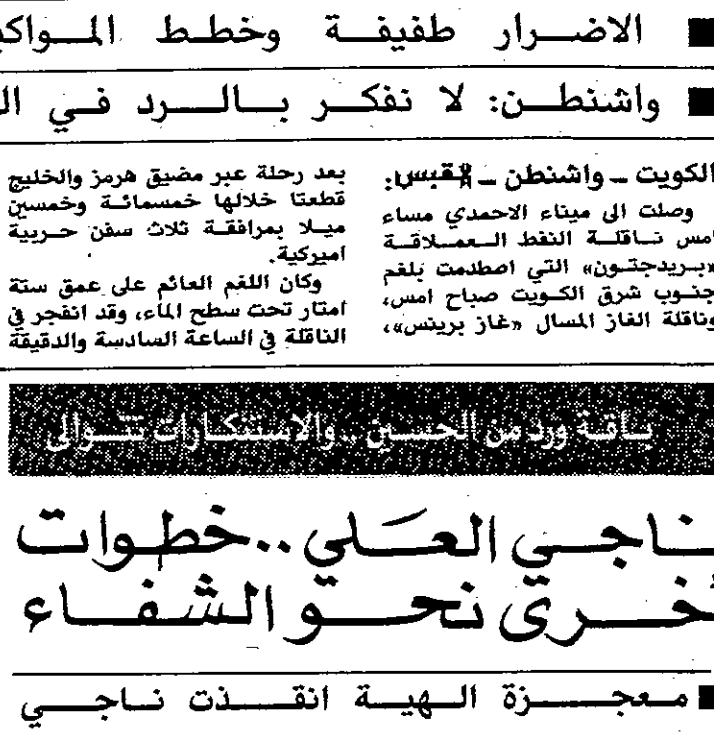 ■ الاضرار طفيفة وخطط المواكب
■ واشنطن: لا نفكر بالرد في
الكويت ـ واشنطن ـ القبس:
وصلت الى ميناء الاحمدي مساء
امس ناقلة النفط العملاقة
«بريدجتون» التي اصطدمت بلغم
جنوب شرق الكويت صباح امس،
وناقلة الغاز المسال «غاز برينس»،
بعد رحلة عبر مضيق هرمز والخليج
قطعتا خلالها خمسمائة وخمسين
ميلا بمرافقة ثلاث سفن حربية
اميركية.
وكان اللغم العائم على عمق ستة
امتار تحت سطح الماء، وقد انفجر في
الناقلة في الساعة السادسة والدقيقة
باقة ورد من الحسين .. والاستنكارات تتوالى
ناجي العلي .. خطوات
أخرى نحو الشفاء
■ معجزة الهية انقذت ناجي